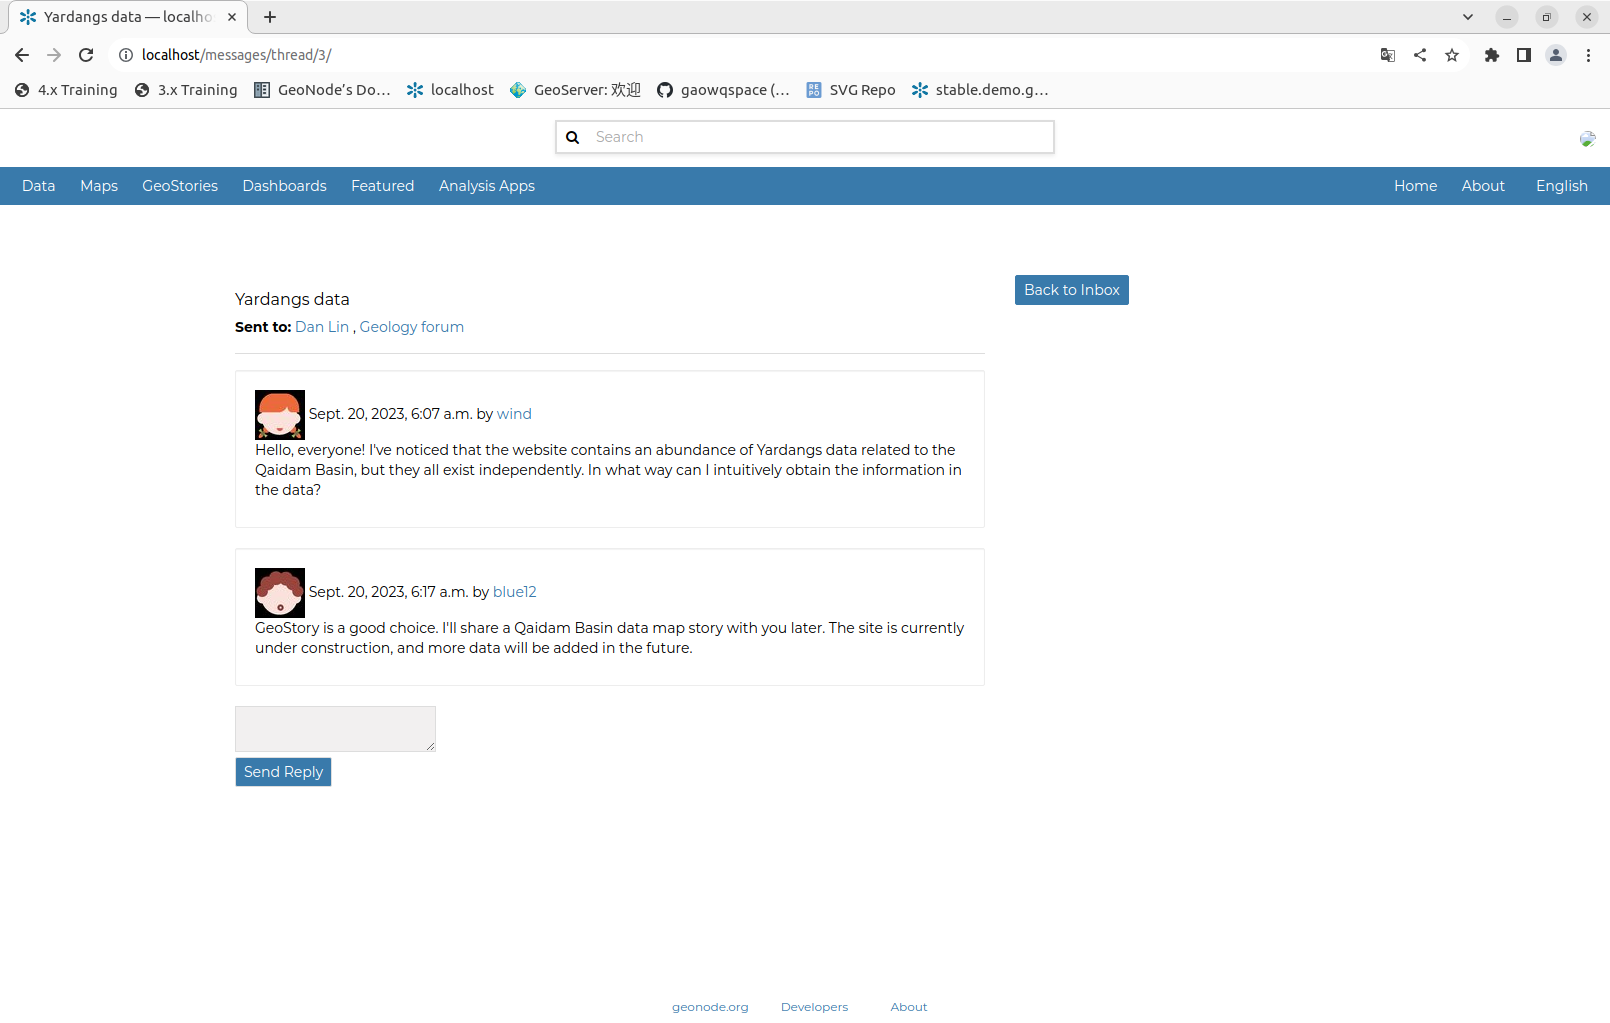 Yardangs data — localho
localhost/messages/thread/3/
4.x Training 3.x Training GeoNode’s Do… localhost GeoServer: 欢迎 gaowqspace (… SVG Repo stable.demo.g…
Search
Data Maps GeoStories Dashboards Featured Analysis Apps Home About English
Back to Inbox
Yardangs data
Sent to: Dan Lin , Geology forum
Sept. 20, 2023, 6:07 a.m. by wind
Hello, everyone! I've noticed that the website contains an abundance of Yardangs data related to the
Qaidam Basin, but they all exist independently. In what way can I intuitively obtain the information in
the data?
Sept. 20, 2023, 6:17 a.m. by blue12
GeoStory is a good choice. I'll share a Qaidam Basin data map story with you later. The site is currently
under construction, and more data will be added in the future.
Send Reply
geonode.org Developers About